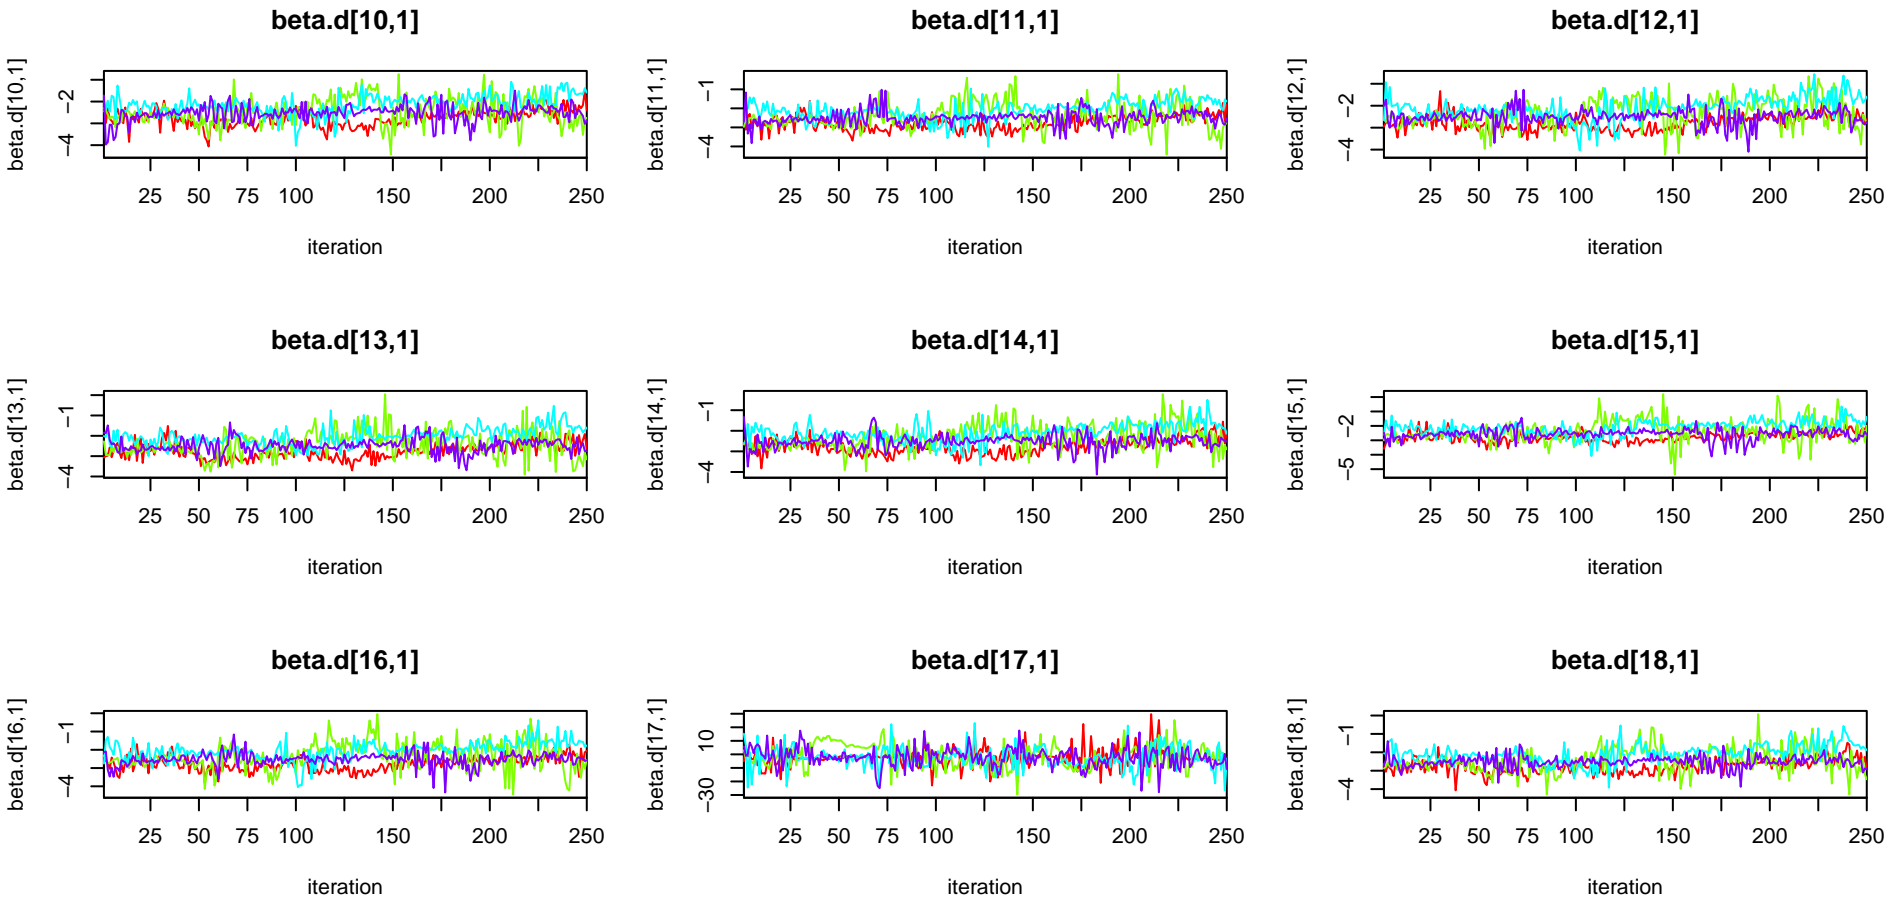 beta.d[10,1] beta.d[11,1] beta.d[12,1]
beta.d[10,1]
−2
−4
25 50 75 100 150 200 250
iteration
beta.d[11,1]
−1
−4
25 50 75 100 150 200 250
iteration
beta.d[12,1]
−2
−4
25 50 75 100 150 200 250
iteration
beta.d[13,1] beta.d[14,1] beta.d[15,1]
beta.d[13,1]
−1
−4
25 50 75 100 150 200 250
iteration
beta.d[14,1]
−1
−4
25 50 75 100 150 200 250
iteration
beta.d[15,1]
−2
−5
25 50 75 100 150 200 250
iteration
beta.d[16,1] beta.d[17,1] beta.d[18,1]
beta.d[16,1]
−1
−4
25 50 75 100 150 200 250
iteration
beta.d[17,1]
10
−30
25 50 75 100 150 200 250
iteration
beta.d[18,1]
−1
−4
25 50 75 100 150 200 250
iteration